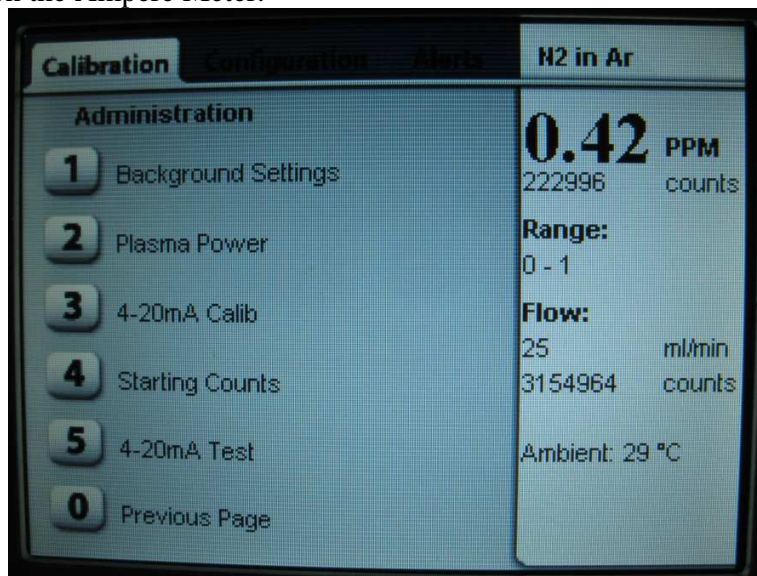 Calibration Configuration Alerts
Administration
1 Background Settings
2 Plasma Power
3 4-20mA Calib
4 Starting Counts
5 4-20mA Test
0 Previous Page
N2 in Ar
0.42 PPM
222996 counts
Range:
0 - 1
Flow:
25 ml/min
3154964 counts
Ambient: 29 °C